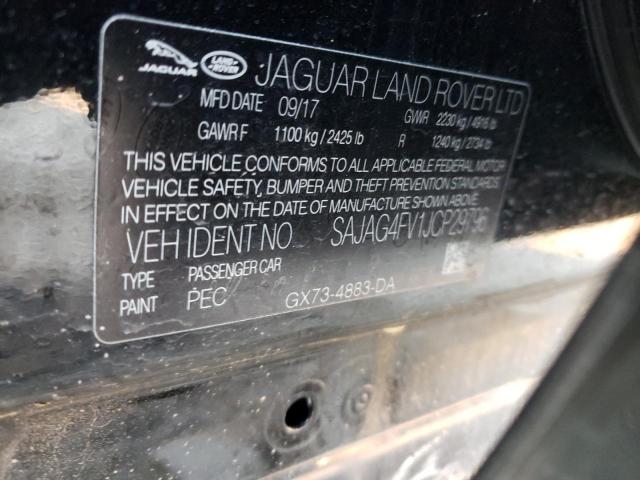 JAGUAR LAND ROVER JAGUAR LAND ROVER LTD
MFD DATE 09/17 GWR 2230 kg / 4916 lb
GAWR F 1100 kg / 2425 lb R 1240 kg / 2734 lb
THIS VEHICLE CONFORMS TO ALL APPLICABLE FEDERAL MOTOR
VEHICLE SAFETY, BUMPER AND THEFT PREVENTION STANDARDS
IN EFFECT ON THE DATE OF MANUFACTURE SHOWN ABOVE
VEH IDENT NO. SAJAG4FV1JCP29796
TYPE PASSENGER CAR
PAINT PEC GX73-4883-DA